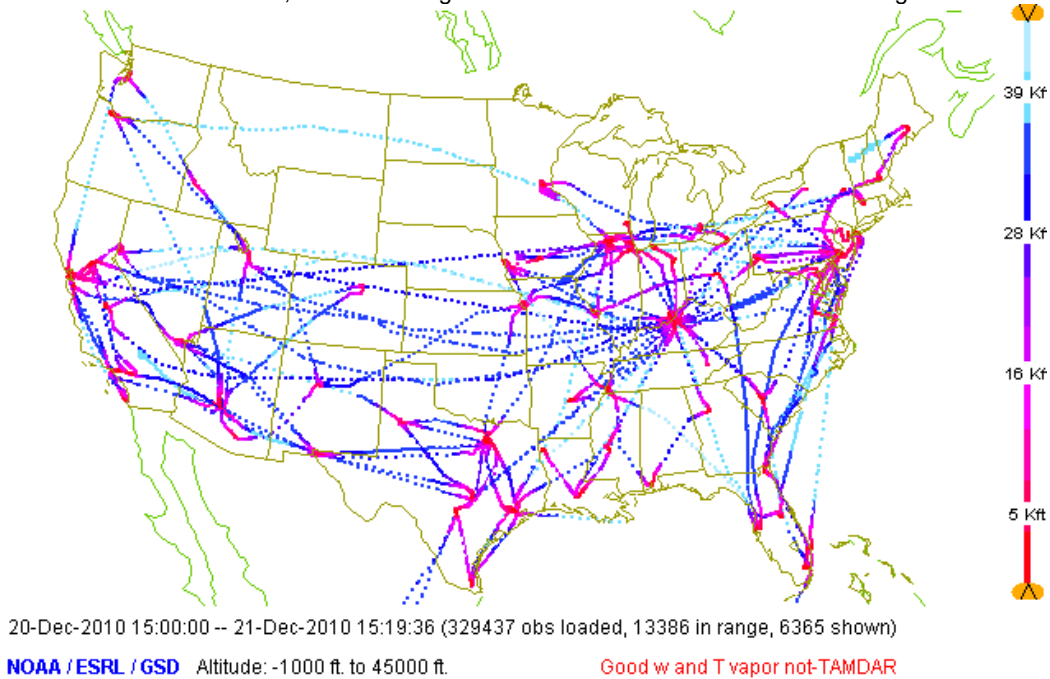 39 Kf
28 Kf
16 Kf
5 Kft
20-Dec-2010 15:00:00 -- 21-Dec-2010 15:19:36 (329437 obs loaded, 13386 in range, 6365 shown)
NOAA / ESRL / GSD Altitude: -1000 ft. to 45000 ft. Good w and T vapor not-TAMDAR